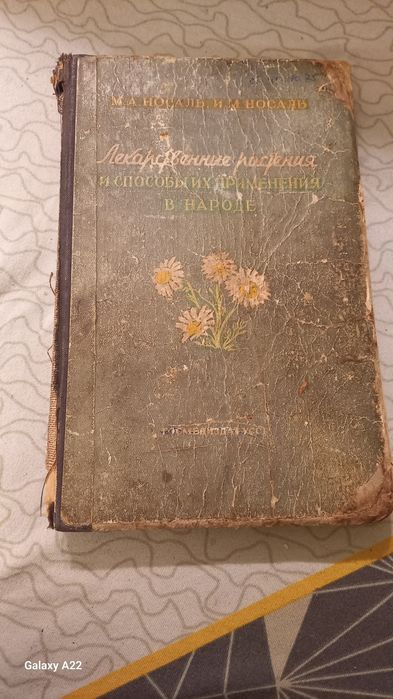 М. А. НОСАЛЬ, И. М. НОСАЛЬ
Лекарственные растения
И СПОСОБЫ ИХ ПРИМЕНЕНИЯ
В НАРОДЕ
ГОСМЕДИЗДАТ УССР
Galaxy A22